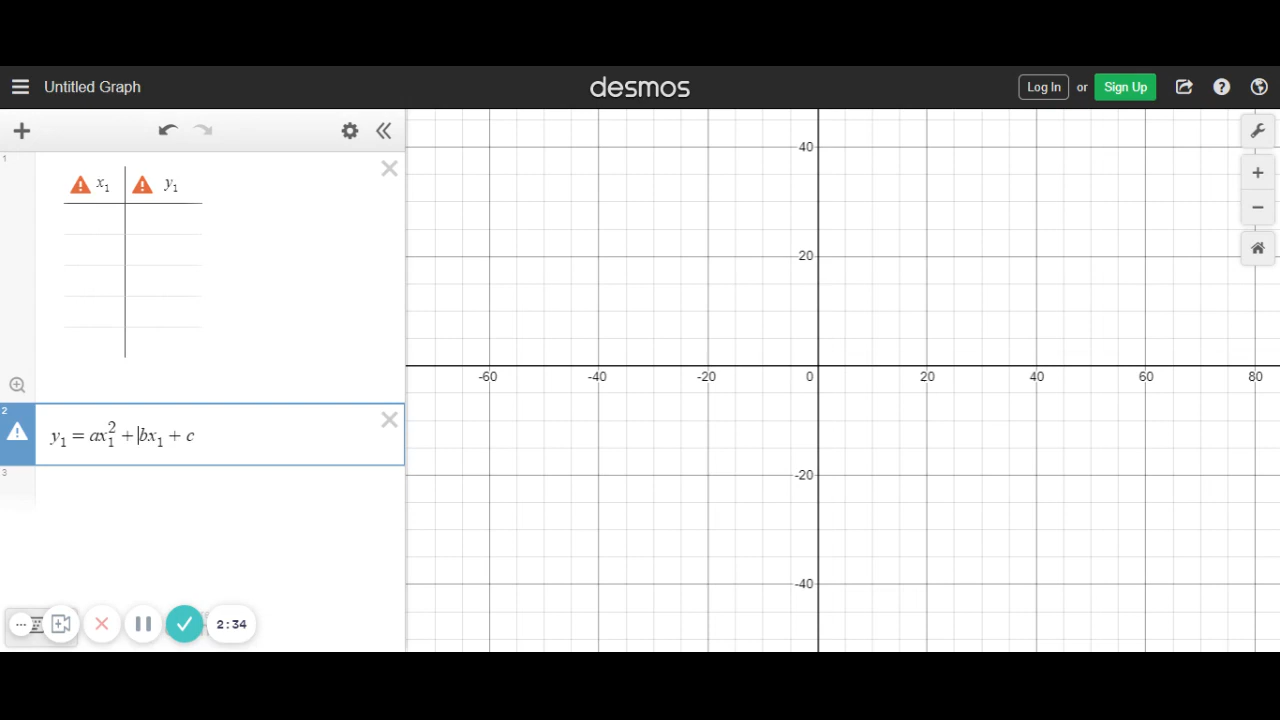 Untitled Graph
desmos
Log In or Sign Up
1
x₁ y₁
2
y₁ = ax₁² + bx₁ + c
3
2:34
40
20
-60 -40 -20 0 20 40 60 80
-20
-40